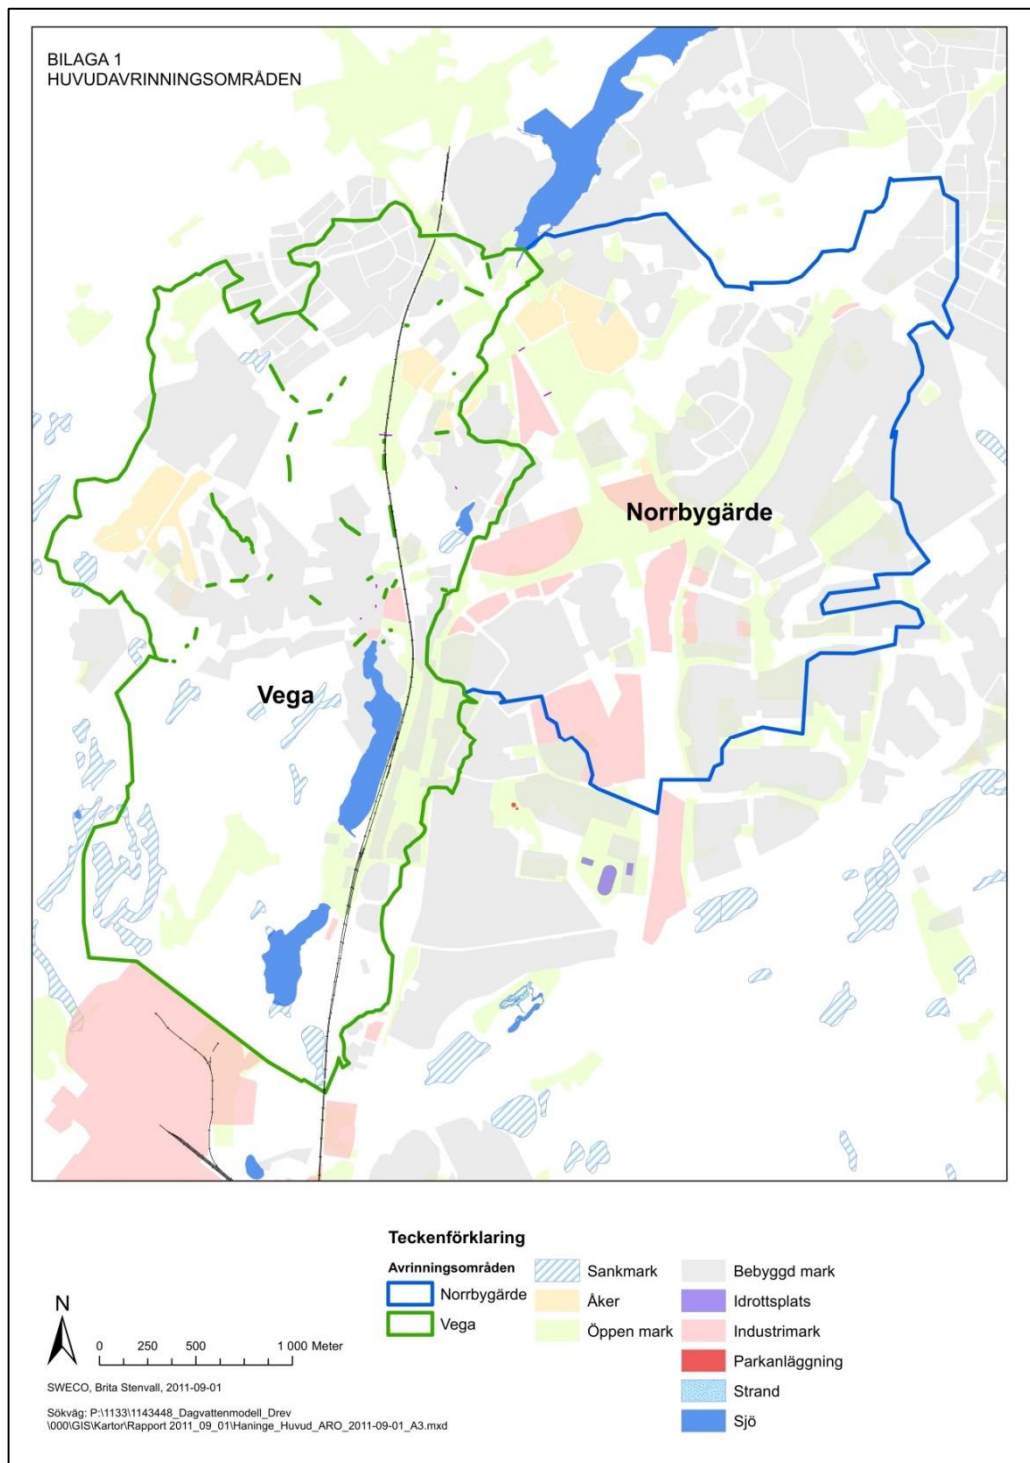 BILAGA 1
HUVUDAVRINNINGSOMRÅDEN
Norrbygärde
Vega
Teckenförklaring
Avrinningsområden
Norrbygärde
Vega
Sankmark
Åker
Öppen mark
Bebyggd mark
Idrottsplats
Industrimark
Parkanläggning
Strand
Sjö
N
0 250 500 1 000 Meter
SWECO, Brita Stenvall, 2011-09-01
Sökväg: P:\1133\1143448_Dagvattenmodell_Drev
\000\GIS\Kartor\Rapport 2011_09_01\Haninge_Huvud_ARO_2011-09-01_A3.mxd